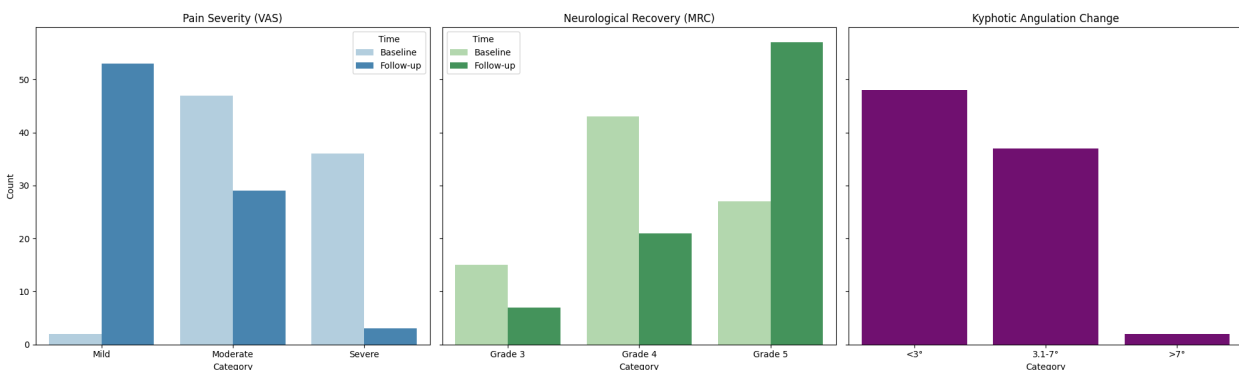 Pain Severity (VAS)
Neurological Recovery (MRC)
Kyphotic Angulation Change
Time
Baseline
Follow-up
Time
Baseline
Follow-up
Count
50
40
30
20
10
0
Mild
Moderate
Severe
Category
Grade 3
Grade 4
Grade 5
Category
<3°
3.1-7°
>7°
Category